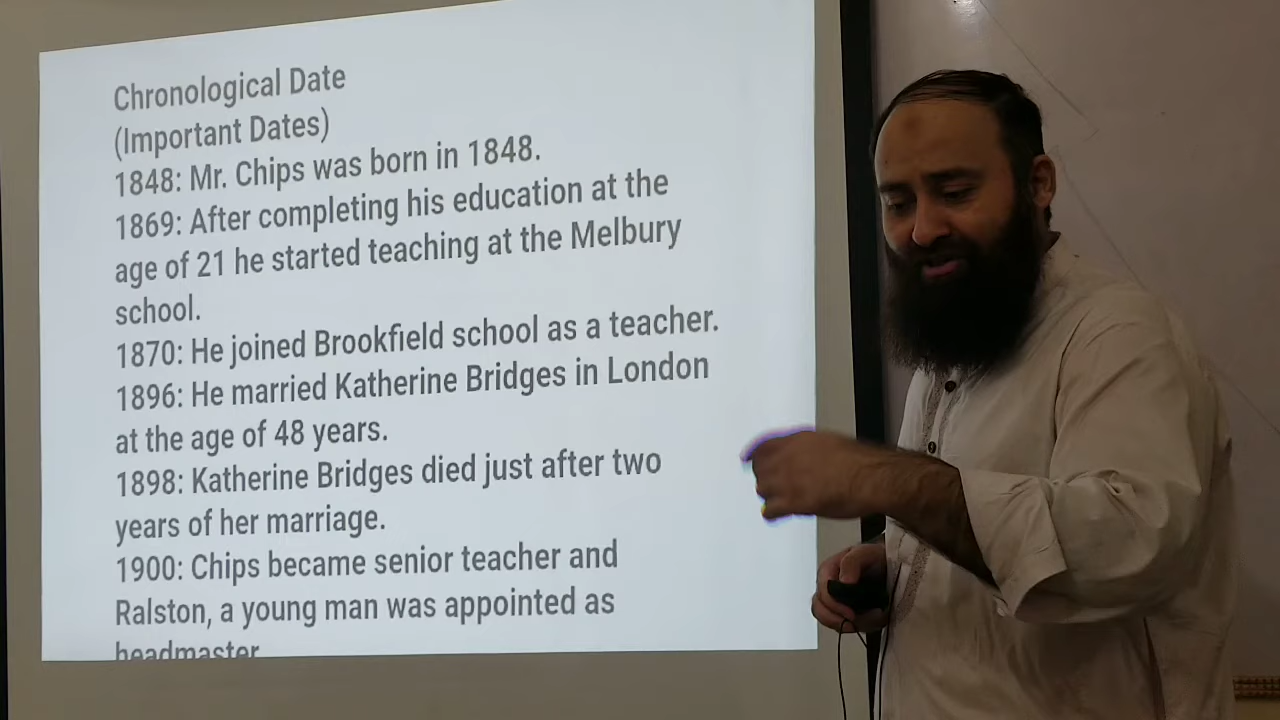 Chronological Date
(Important Dates)
1848: Mr. Chips was born in 1848.
1869: After completing his education at the
age of 21 he started teaching at the Melbury
school.
1870: He joined Brookfield school as a teacher.
1896: He married Katherine Bridges in London
at the age of 48 years.
1898: Katherine Bridges died just after two
years of her marriage.
1900: Chips became senior teacher and
Ralston, a young man was appointed as
headmaster